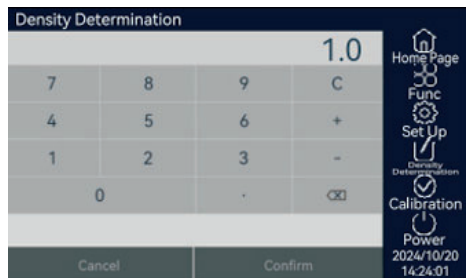 Density Determination
1.0
7 8 9 C
4 5 6 +
1 2 3 -
0 .
Cancel Confirm
Home Page
Func
Set Up
Density
Determination
Calibration
Power
2024/10/20
14:24:01